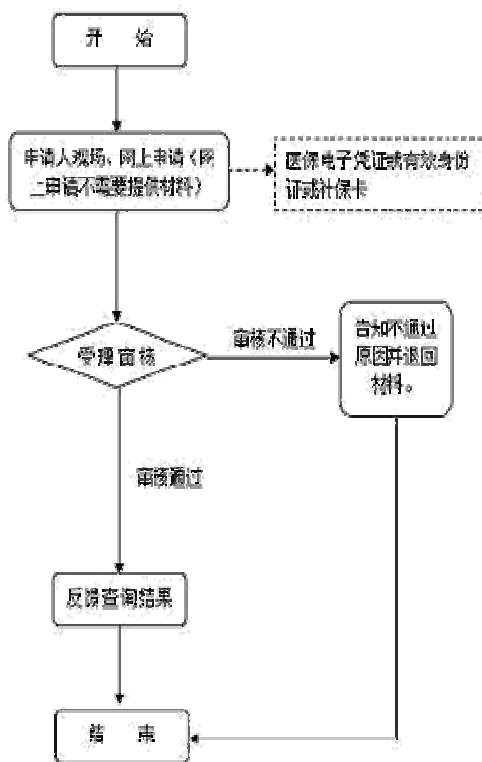 开 始
申请人现场、网上申请（网
上申请不需要提供材料）
医保电子凭证或有效身份
证或社保卡
受理审核
审核不通过
告知不通过
原因并退回
材料。
审核通过
反馈查询结果
结 束